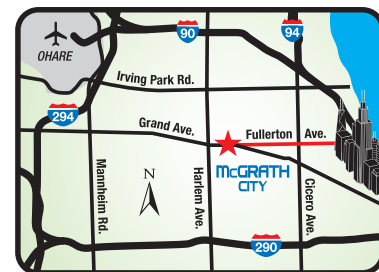 90
94
OHARE
Irving Park Rd.
294
Grand Ave.
Fullerton Ave.
McGRATH
CITY
N
Mannheim Rd.
Harlem Ave.
Cicero Ave.
290